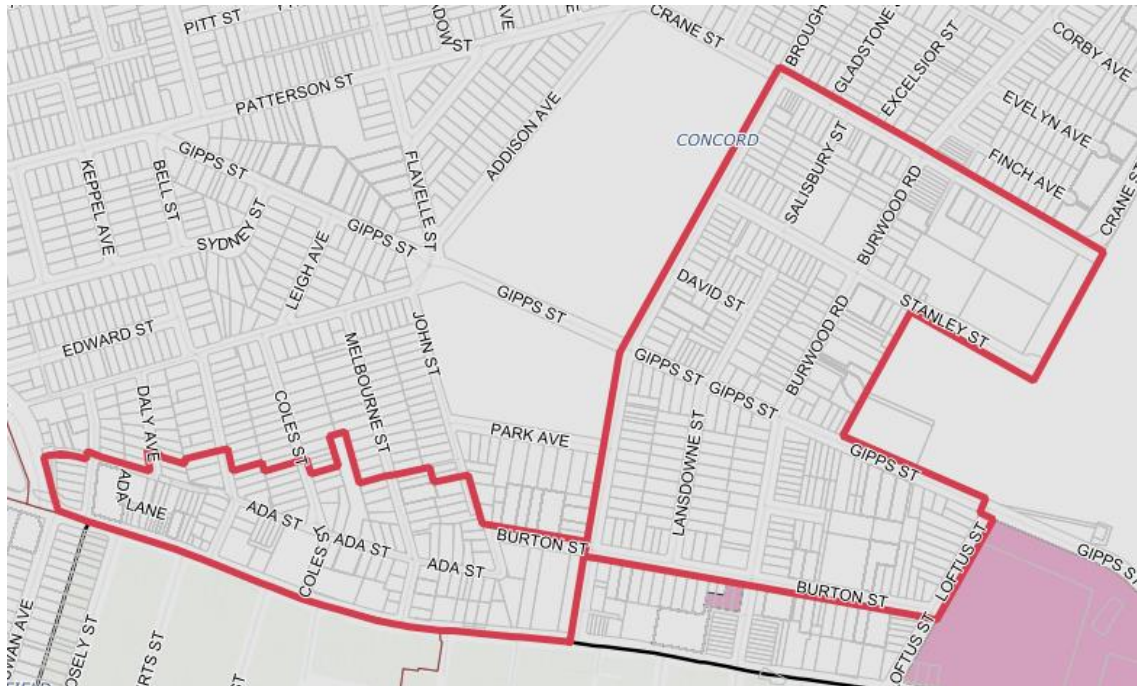 PITT ST
CRANE ST
BROUGH
GLADSTONE
EXCELSIOR ST
CORBY AVE
PATTERSON ST
ADDISON AVE
EVELYN AVE
CONCORD
FINCH AVE
SALISBURY ST
GIPPS ST
KEPPEL AVE
BELL ST
FLAVELLE ST
BURWOOD RD
CRANE ST
SYDNEY ST
GIPPS ST
LEIGH AVE
DAVID ST
STANLEY ST
GIPPS ST
EDWARD ST
MELBOURNE ST
JOHN ST
BURWOOD RD
GIPPS ST
GIPPS ST
DALY AVE
COLES ST
PARK AVE
LANSDOWNE ST
GIPPS ST
ADA
LANE
ADA ST
ADA ST
ADA ST
COLES
BURTON ST
BURTON ST
LOFTUS ST
GIPPS S
OFTUS ST
WAN AVE
OSELY ST
RTS ST
ST
FIELD